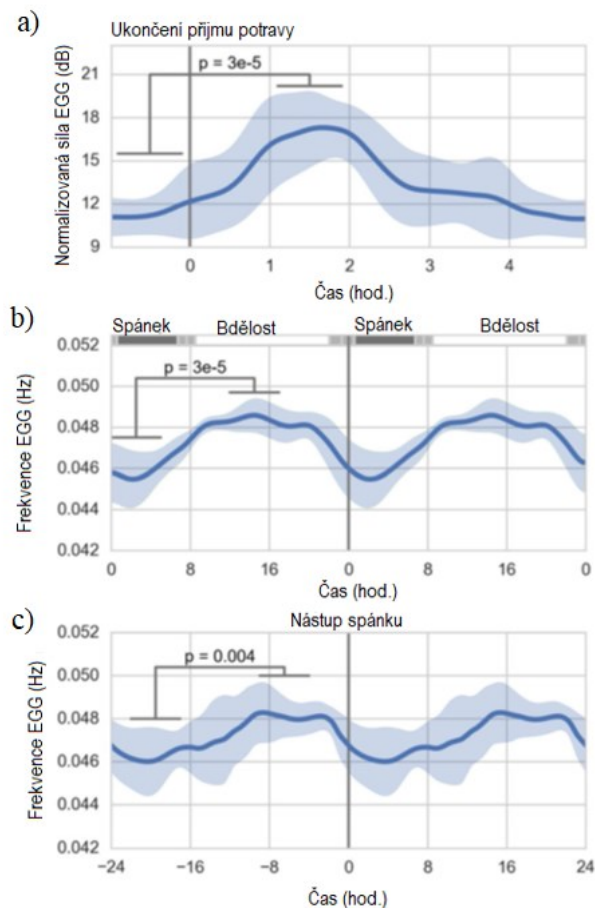 a)
Ukončení příjmu potravy
p = 3e-5
Normalizovaná síla EGG (dB)
21
18
15
12
9
0 1 2 3 4
Čas (hod.)
b)
Spánek Bdělost Spánek Bdělost
p = 3e-5
Frekvence EGG (Hz)
0.052
0.050
0.048
0.046
0.044
0.042
0 8 16 0 8 16 0
Čas (hod.)
c)
Nástup spánku
p = 0.004
Frekvence EGG (Hz)
0.052
0.050
0.048
0.046
0.044
0.042
−24 −16 −8 0 8 16 24
Čas (hod.)